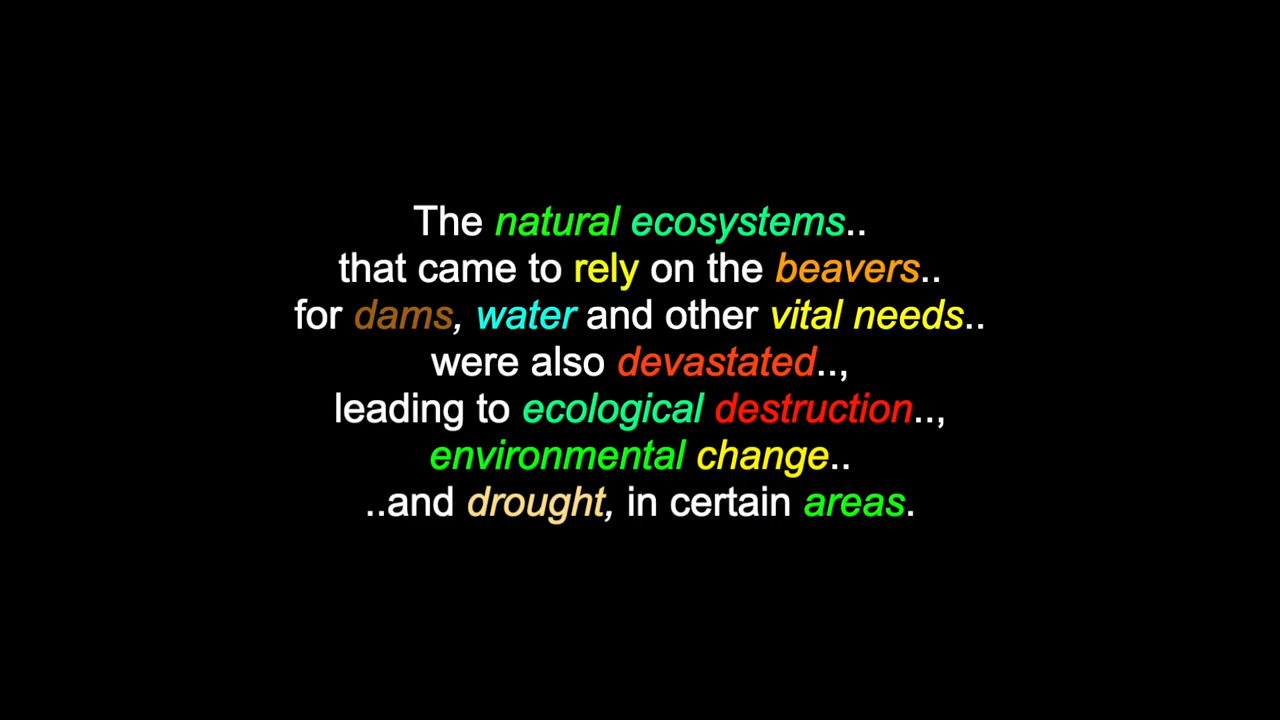 The natural ecosystems..
that came to rely on the beavers..
for dams, water and other vital needs..
were also devastated..,
leading to ecological destruction..,
environmental change..
..and drought, in certain areas.